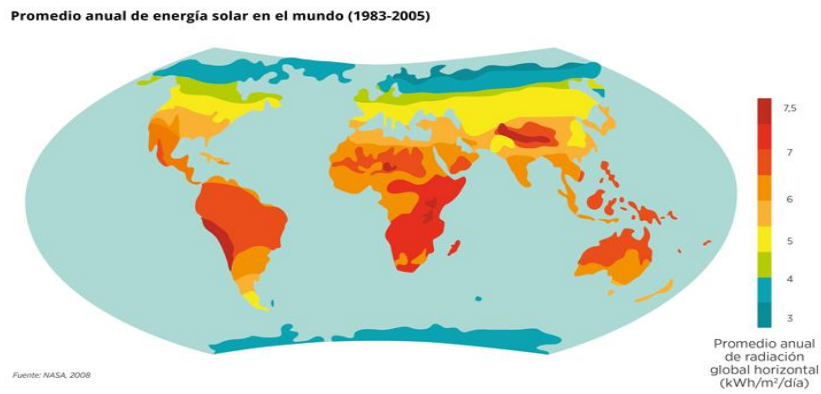 Promedio anual de energía solar en el mundo (1983-2005)
7,5
7
6
5
4
3
Promedio anual
de radiación
global horizontal
(kWh/m²/día)
Fuente: NASA, 2008